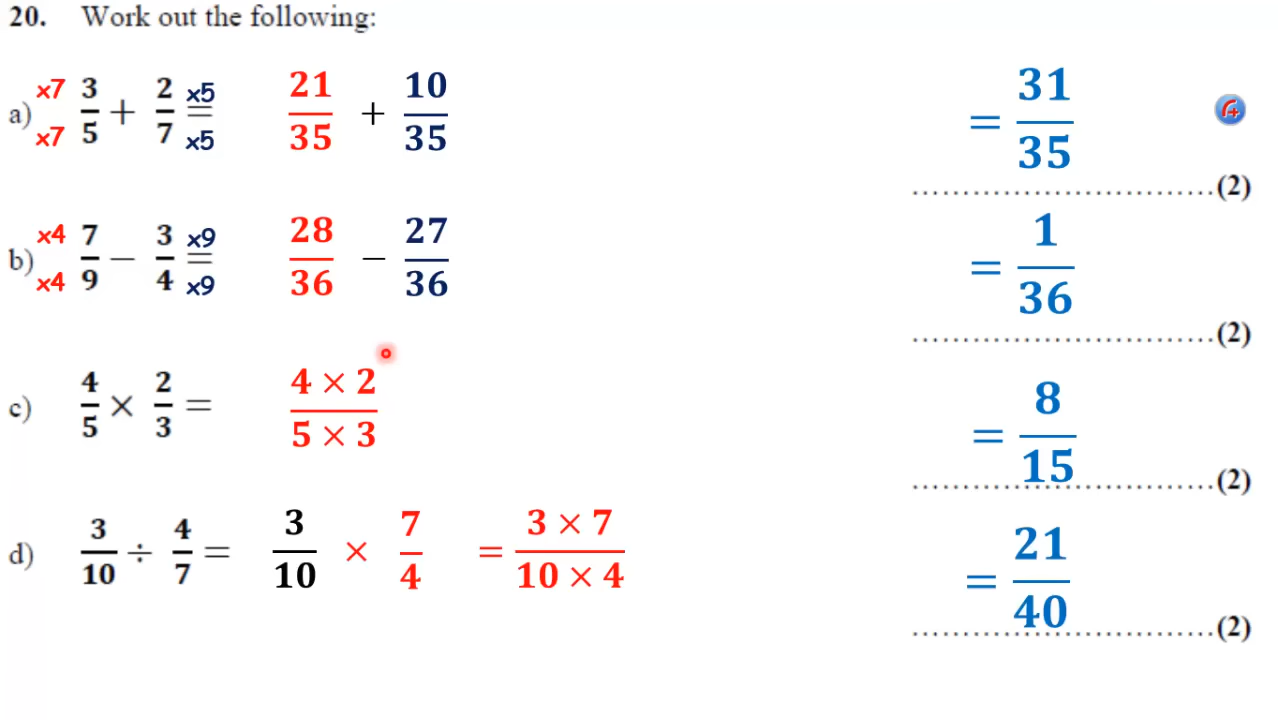 20. Work out the following:
a) ×7 3/5 ×7 + 2/7 ×5 = ×5 21/35 + 10/35 = 31/35
..............................(2)
b) ×4 7/9 ×4 − 3/4 ×9 = ×9 28/36 − 27/36 = 1/36
..............................(2)
c) 4/5 × 2/3 = 4 × 2/5 × 3 = 8/15
..............................(2)
d) 3/10 ÷ 4/7 = 3/10 × 7/4 = 3 × 7/10 × 4 = 21/40
..............................(2)